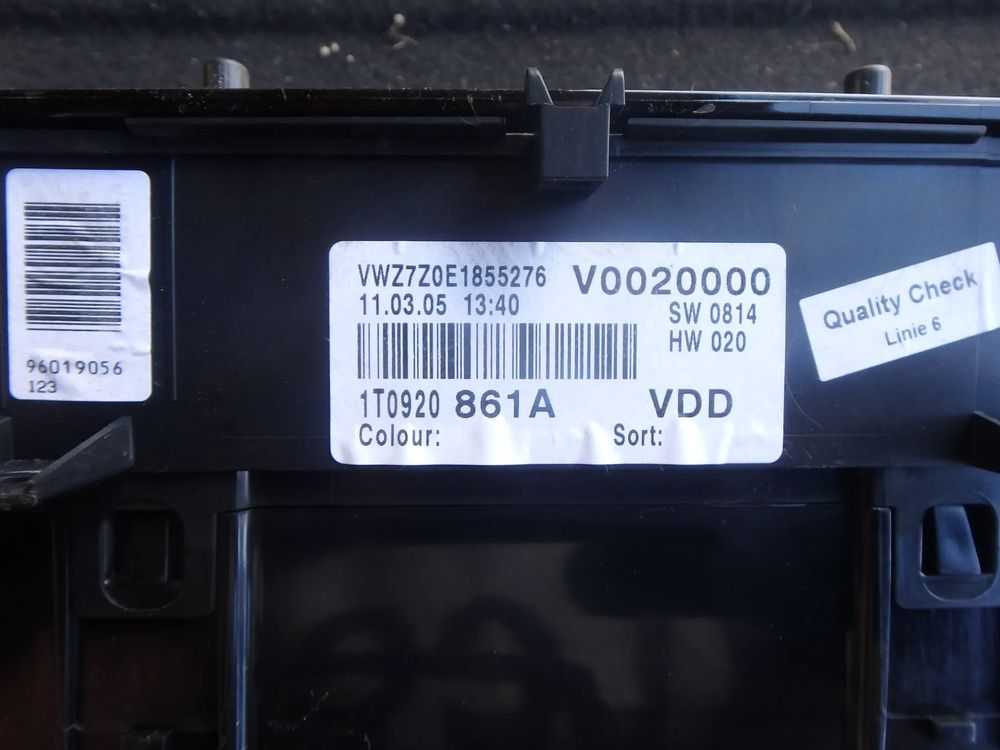 96019056
123
VWZ7Z0E1855276 V0020000
11.03.05 13:40 SW 0814
HW 020
1T0920 861A VDD
Colour: Sort:
Quality Check
Linie 6